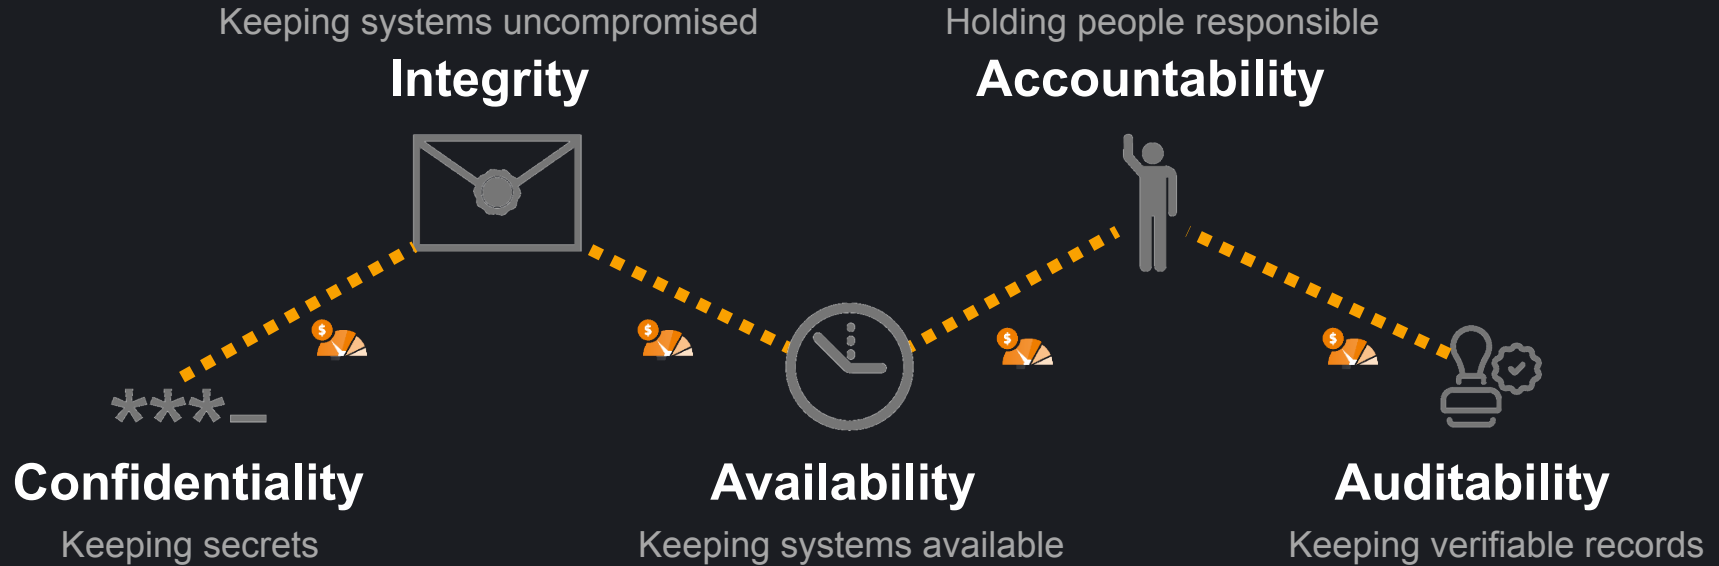 Keeping systems uncompromised
Integrity
Holding people responsible
Accountability
$
$
$
$
***_
Confidentiality
Keeping secrets
Availability
Keeping systems available
Auditability
Keeping verifiable records